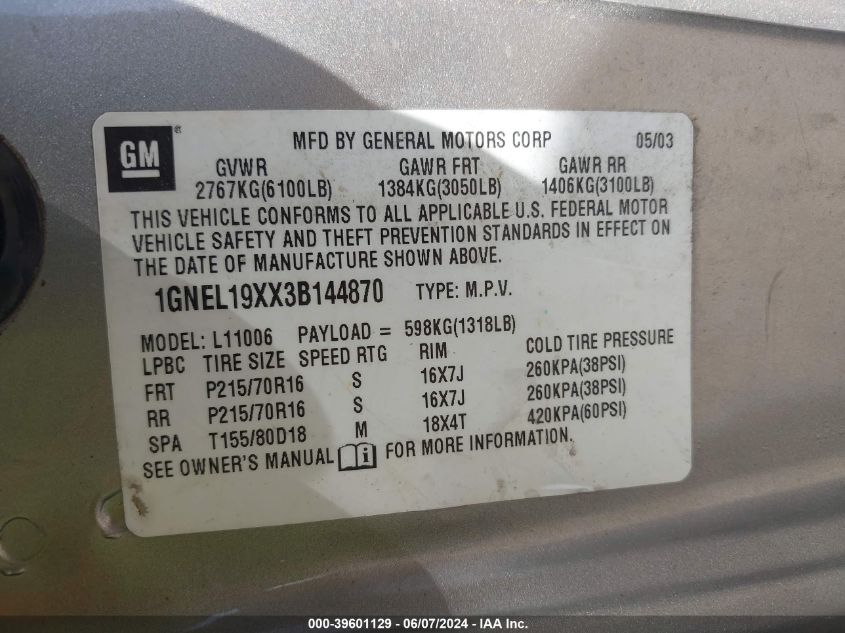 GM ® MFD BY GENERAL MOTORS CORP 05/03
GVWR GAWR FRT GAWR RR
2767KG(6100LB) 1384KG(3050LB) 1406KG(3100LB)
THIS VEHICLE CONFORMS TO ALL APPLICABLE U.S. FEDERAL MOTOR
VEHICLE SAFETY AND THEFT PREVENTION STANDARDS IN EFFECT ON
THE DATE OF MANUFACTURE SHOWN ABOVE.
1GNEL19XX3B144870 TYPE: M.P.V.
MODEL: L11006 PAYLOAD = 598KG(1318LB)
LPBC TIRE SIZE SPEED RTG RIM COLD TIRE PRESSURE
FRT P215/70R16 S 16X7J 260KPA(38PSI)
RR P215/70R16 S 16X7J 260KPA(38PSI)
SPA T155/80D18 M 18X4T 420KPA(60PSI)
SEE OWNER'S MANUAL i FOR MORE INFORMATION.
000-39601129 - 06/07/2024 - IAA Inc.